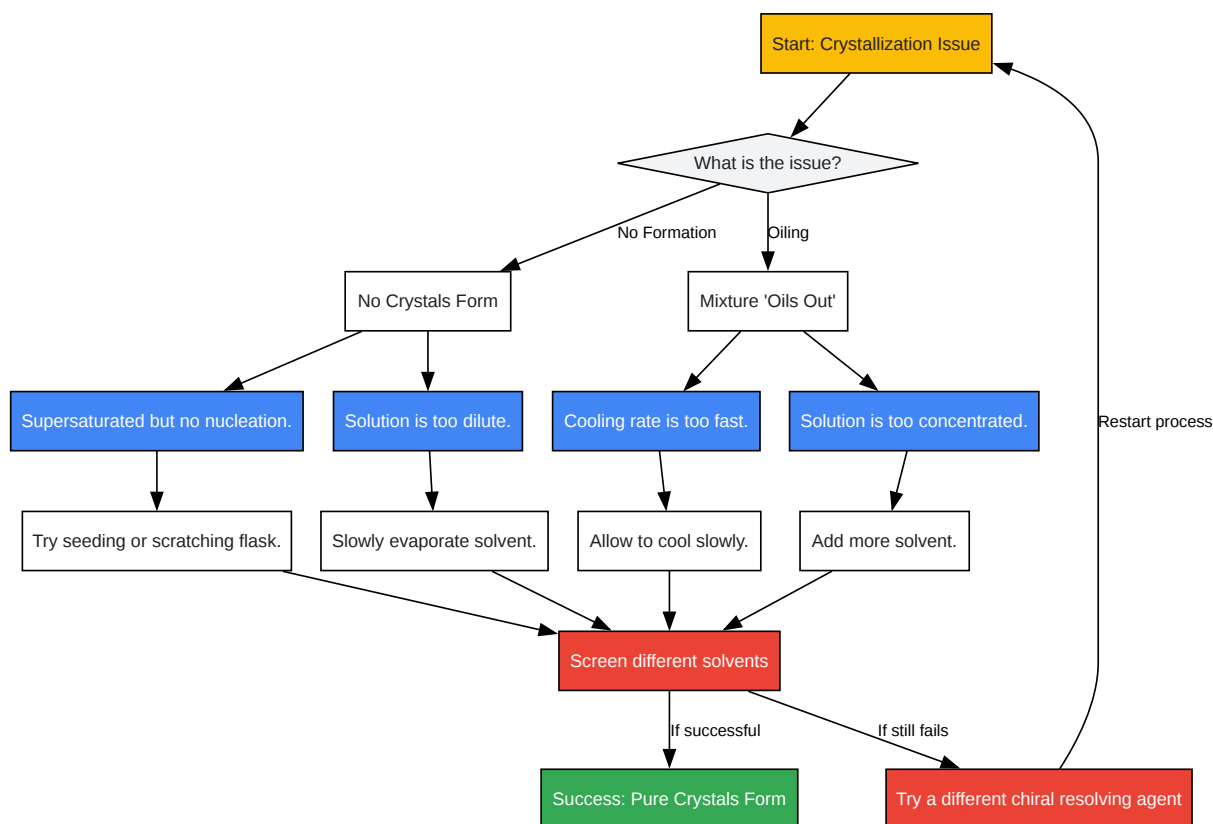 Start: Crystallization Issue
What is the issue?
No Formation
Oiling
No Crystals Form
Mixture 'Oils Out'
Supersaturated but no nucleation.
Solution is too dilute.
Cooling rate is too fast.
Solution is too concentrated.
Restart process
Try seeding or scratching flask.
Slowly evaporate solvent.
Allow to cool slowly.
Add more solvent.
Screen different solvents
If successful
If still fails
Success: Pure Crystals Form
Try a different chiral resolving agent